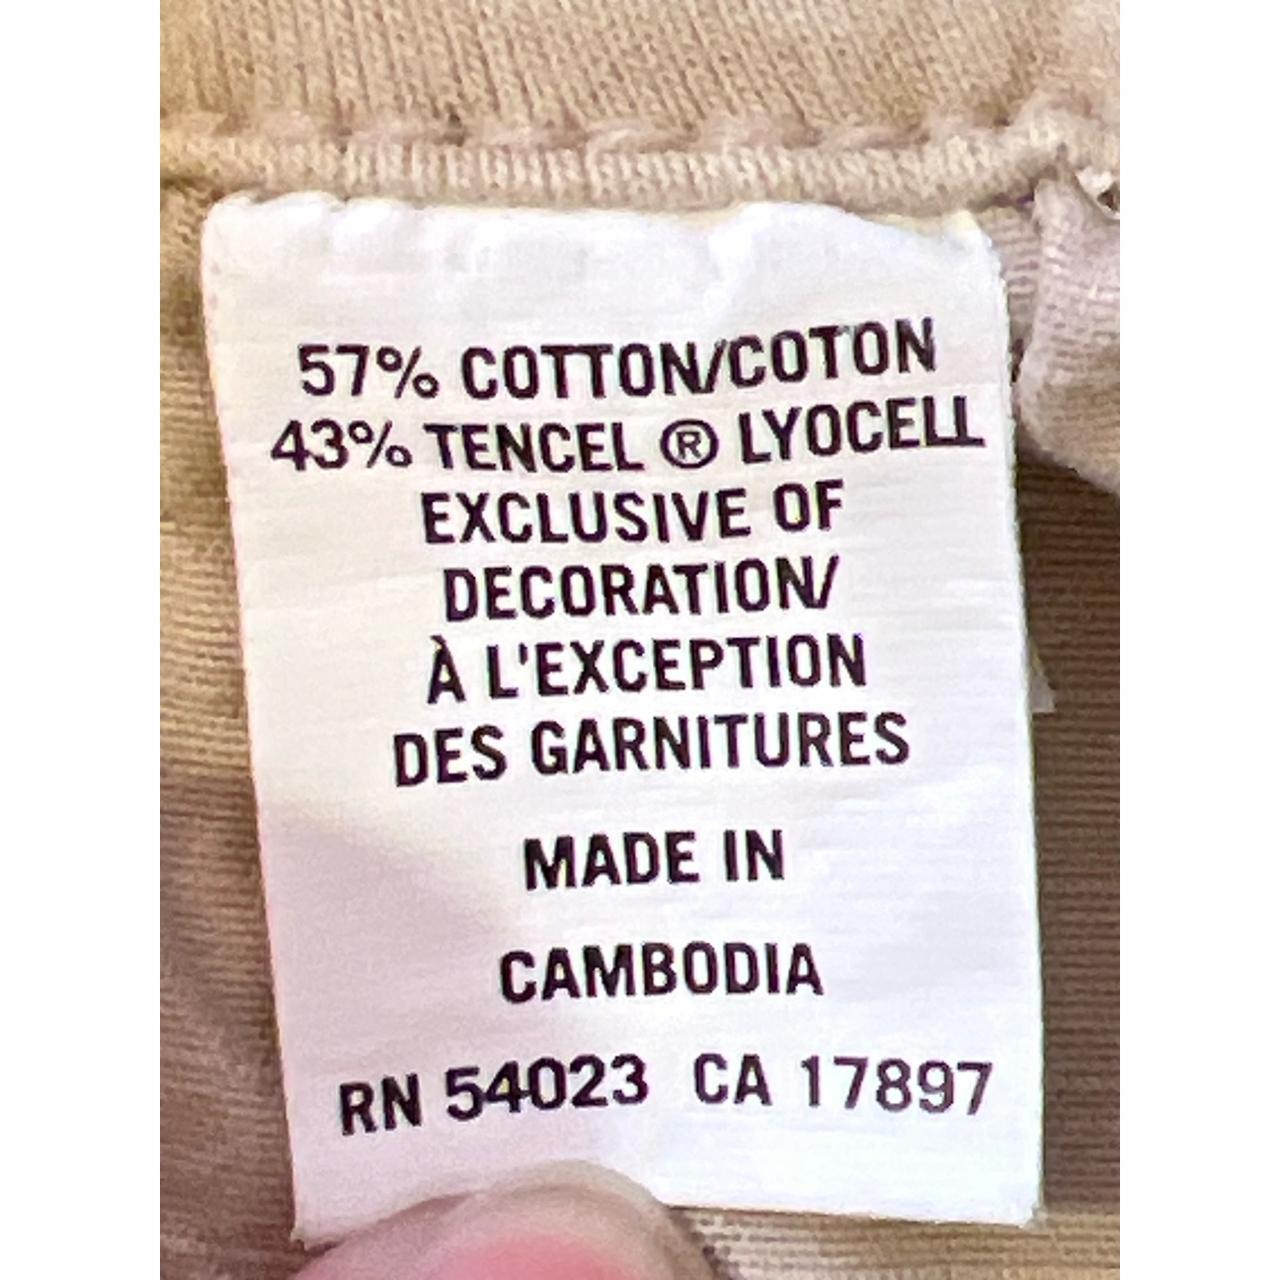 57% COTTON/COTON
43% TENCEL ® LYOCELL
EXCLUSIVE OF
DECORATION/
À L'EXCEPTION
DES GARNITURES
MADE IN
CAMBODIA
RN 54023 CA 17897